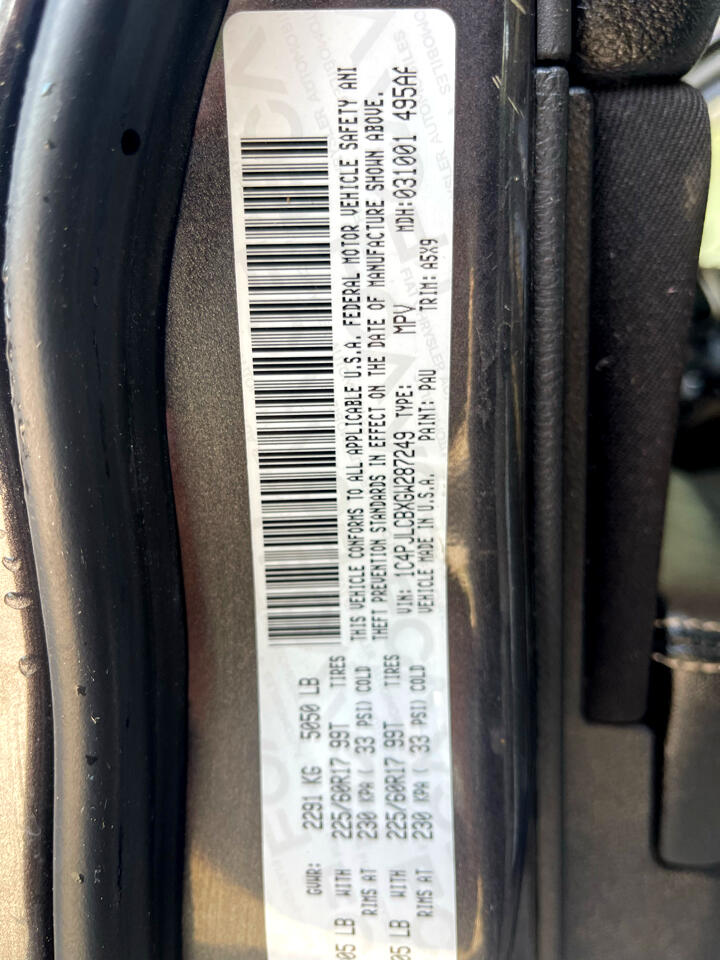 GVWR: 2291 KG 5050 LB
05 LB WITH 225/60R17 99T TIRES
RIMS AT 230 KPA ( 33 PSI) COLD
05 LB WITH 225/60R17 99T TIRES
RIMS AT 230 KPA ( 33 PSI) COLD
THIS VEHICLE CONFORMS TO ALL APPLICABLE U.S.A. FEDERAL MOTOR VEHICLE SAFETY AN
THEFT PREVENTION STANDARDS IN EFFECT ON THE DATE OF MANUFACTURE SHOWN ABOVE.
VIN: 1C4PJLCBXGW287249 TYPE: MPV MDH:031001 495AF
VEHICLE MADE IN U.S.A. PAINT: PAU TRIM: A5X9